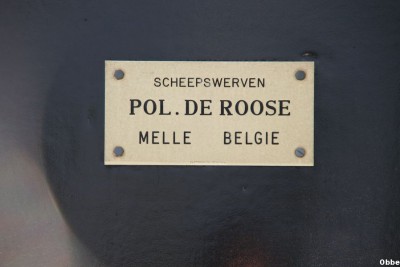 SCHEEPSWERVEN
POL. DE ROOSE
MELLE BELGIE
Obbe